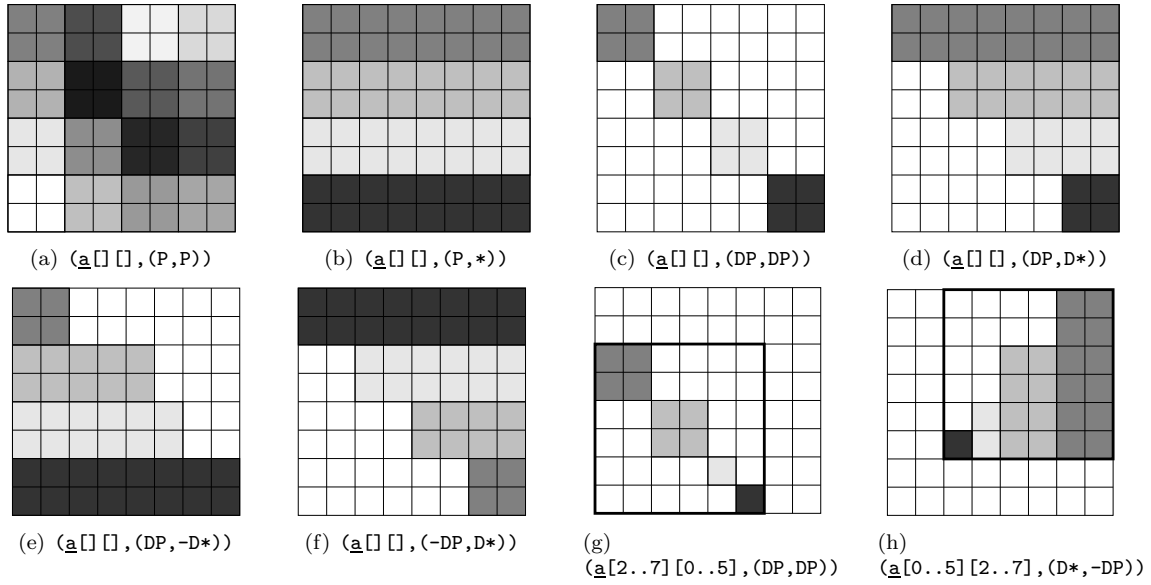 (a) (a[][],(P,P))
(b) (a[][],(P,*))
(c) (a[][],(DP,DP))
(d) (a[][],(DP,D*))
(e) (a[][],(DP,-D*))
(f) (a[][],(-DP,D*))
(g)
(a[2..7][0..5],(DP,DP))
(h)
(a[0..5][2..7],(D*,-DP))